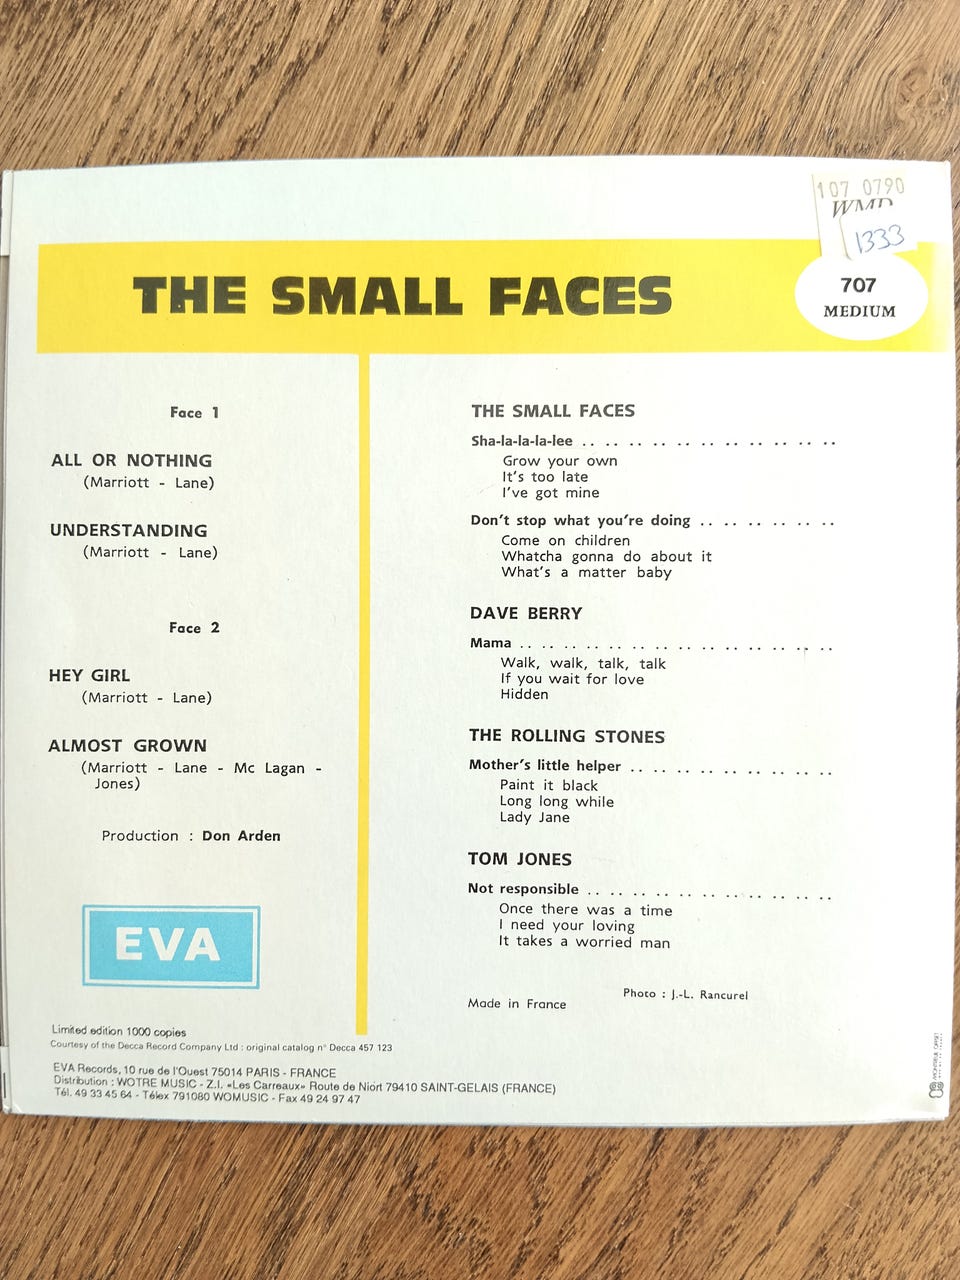 107 0790
WMD
1333
THE SMALL FACES
707
MEDIUM
Face 1
ALL OR NOTHING
(Marriott - Lane)
UNDERSTANDING
(Marriott - Lane)
Face 2
HEY GIRL
(Marriott - Lane)
ALMOST GROWN
(Marriott - Lane - Mc Lagan -
Jones)
Production : Don Arden
EVA
THE SMALL FACES
Sha-la-la-la-lee .. .. .. .. .. .. .. .. .. .. ..
Grow your own
It's too late
I've got mine
Don't stop what you're doing .. .. .. .. .. ..
Come on children
Whatcha gonna do about it
What's a matter baby
DAVE BERRY
Mama .. .. .. .. .. .. .. .. .. .. .. .. .. ..
Walk, walk, talk, talk
If you wait for love
Hidden
THE ROLLING STONES
Mother's little helper .. .. .. .. .. .. .. .. ..
Paint it black
Long long while
Lady Jane
TOM JONES
Not responsible .. .. .. .. .. .. .. .. .. .. ..
Once there was a time
I need your loving
It takes a worried man
Photo : J.-L. Rancurel
Made in France
Limited edition 1000 copies
Courtesy of the Decca Record Company Ltd : original catalog n° Decca 457 123
EVA Records, 10 rue de l'Ouest 75014 PARIS - FRANCE
Distribution : WOTRE MUSIC - Z.I. «Les Carreaux» Route de Niort 79410 SAINT-GELAIS (FRANCE)
Tél. 49 33 45 64 - Télex 791080 WOMUSIC - Fax 49 24 97 47